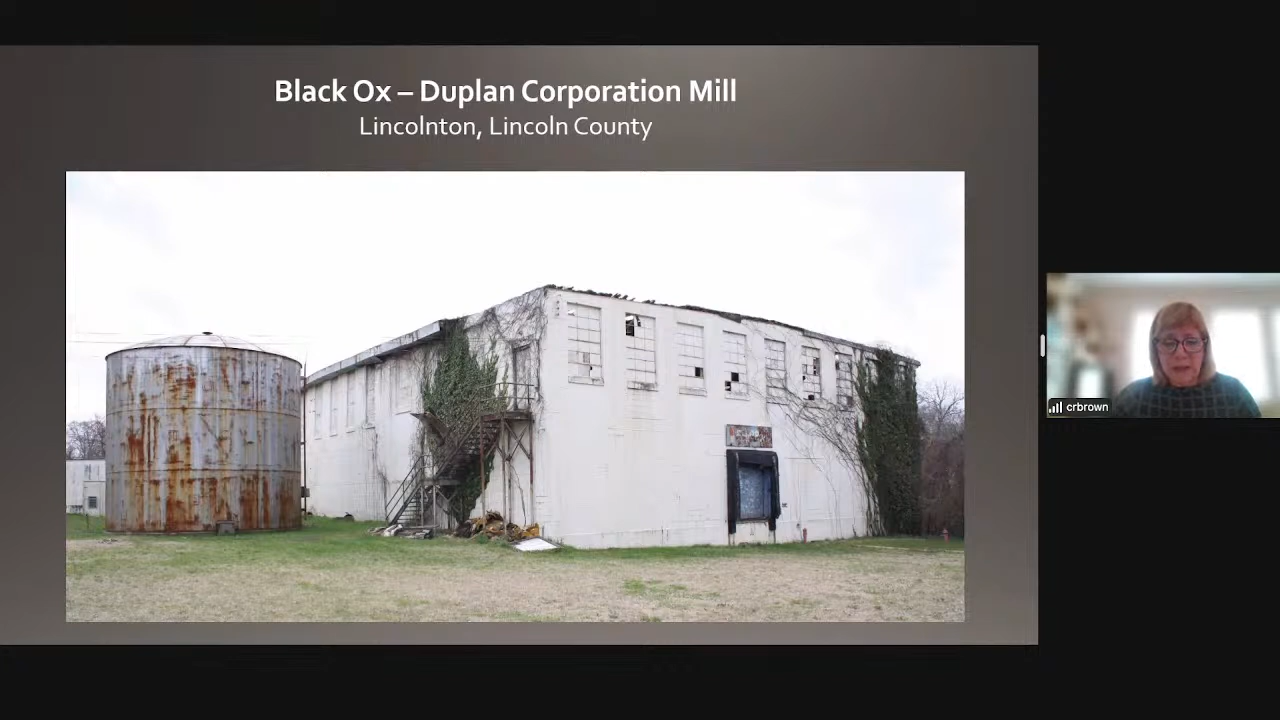 Black Ox – Duplan Corporation Mill
Lincolnton, Lincoln County
crbrown